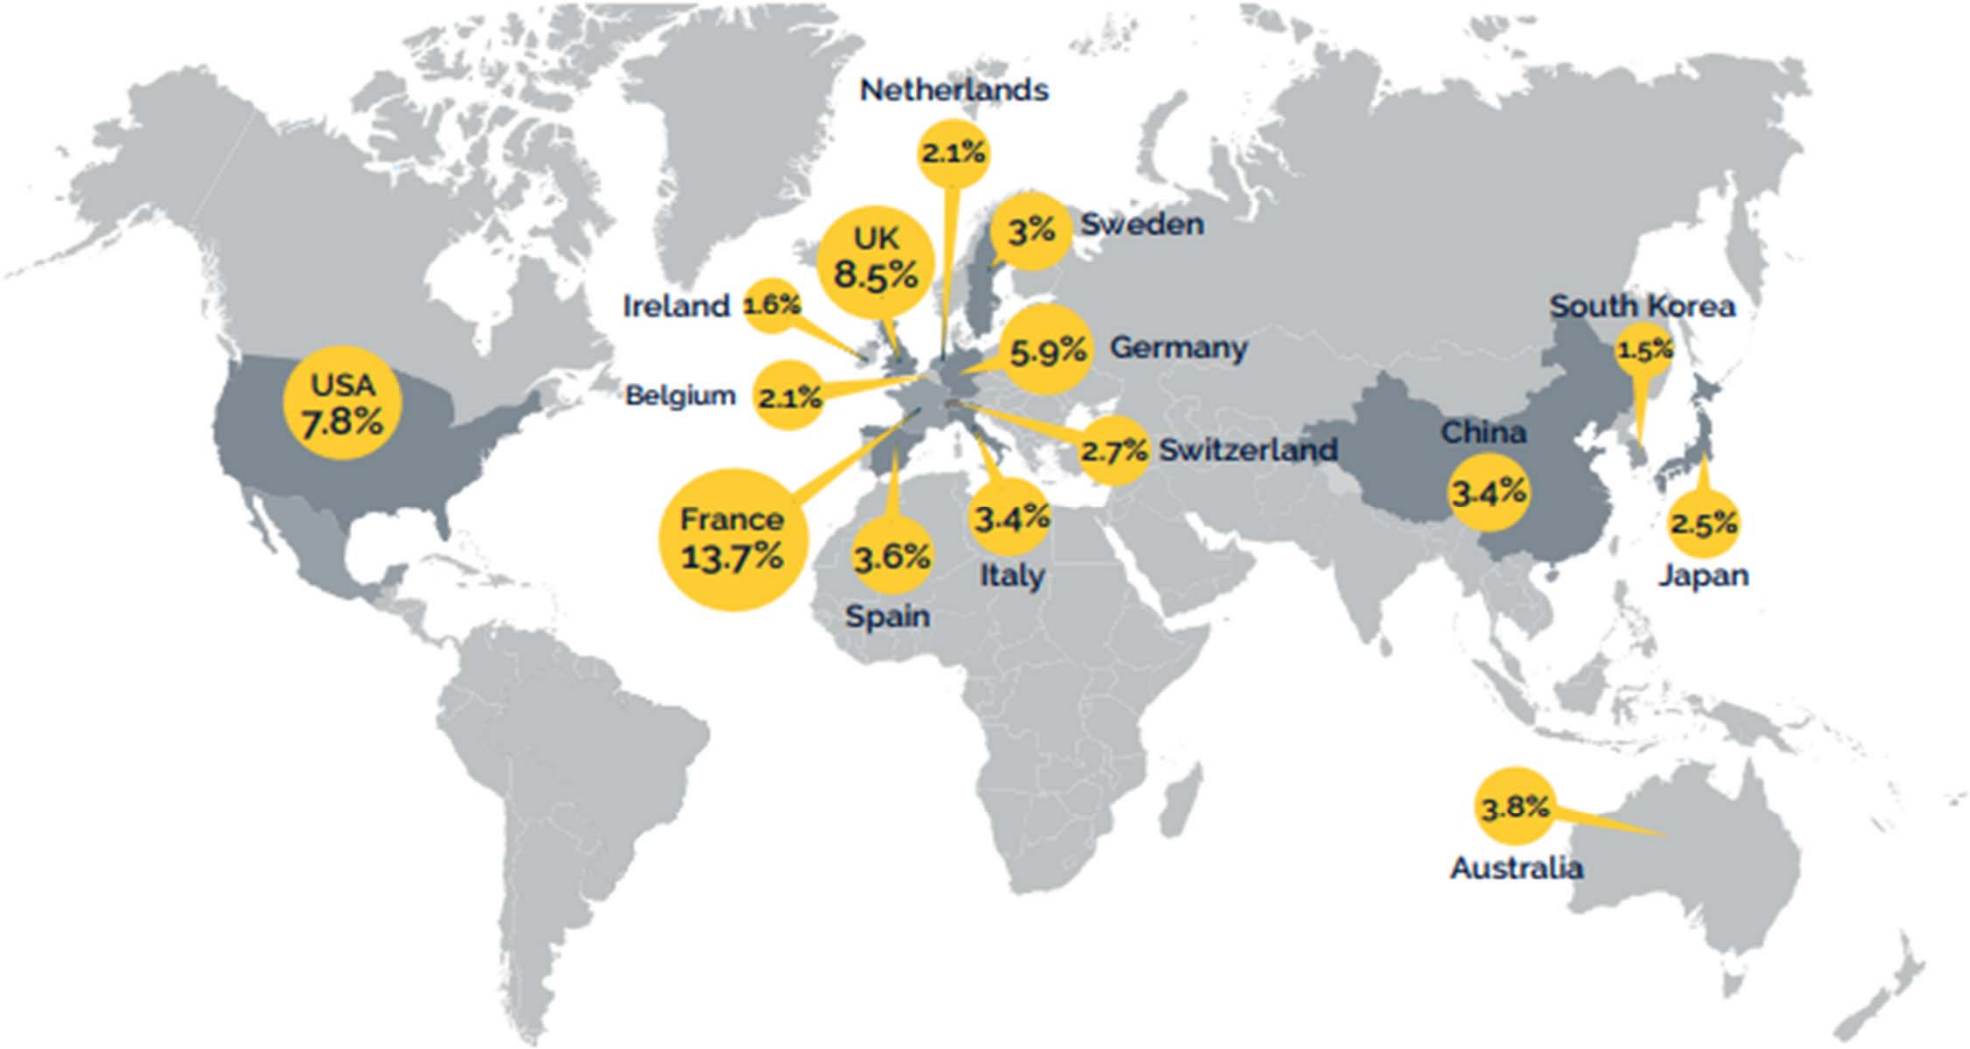 Netherlands
2.1%
3%
Sweden
UK
8.5%
Ireland
1.6%
South Korea
1.5%
5.9%
Germany
USA
7.8%
Belgium
2.1%
China
3.4%
2.7%
Switzerland
France
13.7%
3.6%
Spain
3.4%
Italy
2.5%
Japan
3.8%
Australia